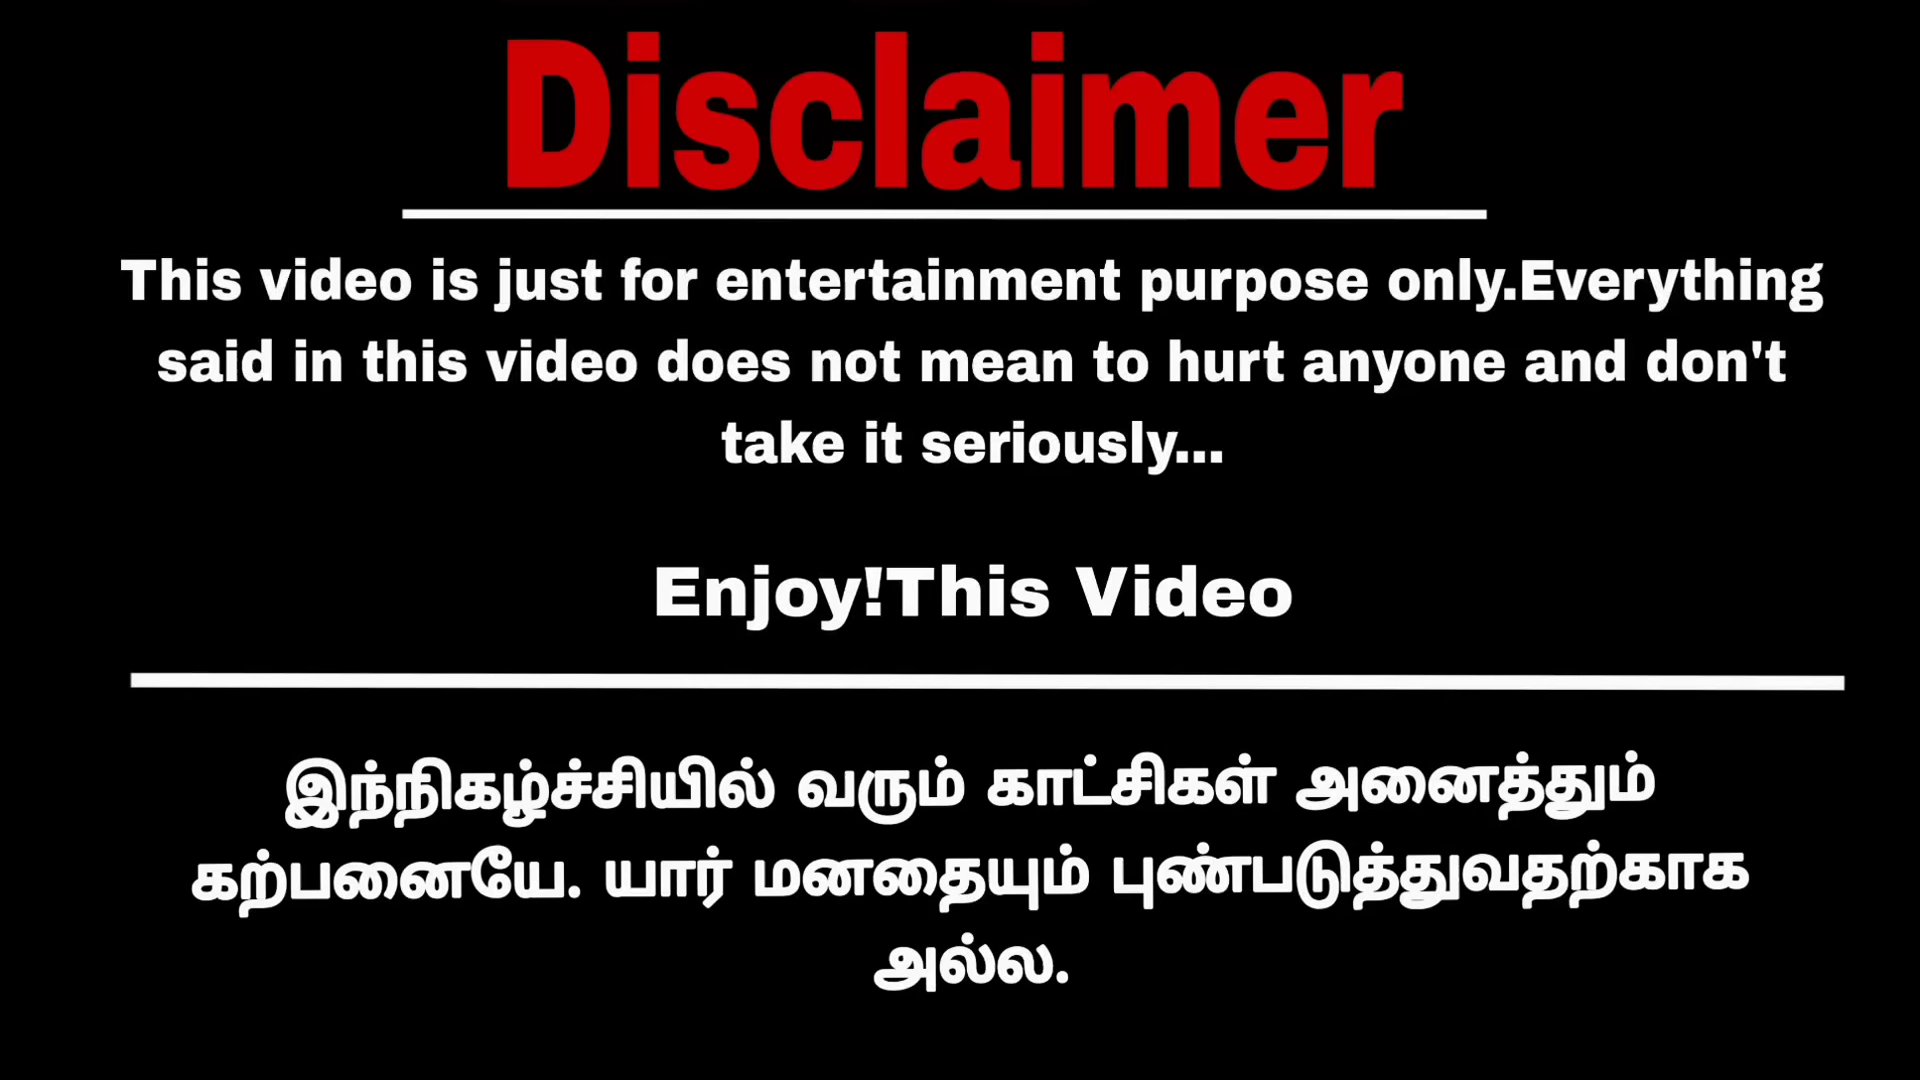 Disclaimer
This video is just for entertainment purpose only.Everything
said in this video does not mean to hurt anyone and don't
take it seriously...
Enjoy!This Video
இந்நிகழ்ச்சியில் வரும் காட்சிகள் அனைத்தும்
கற்பனையே. யார் மனதையும் புண்படுத்துவதற்காக
அல்ல.